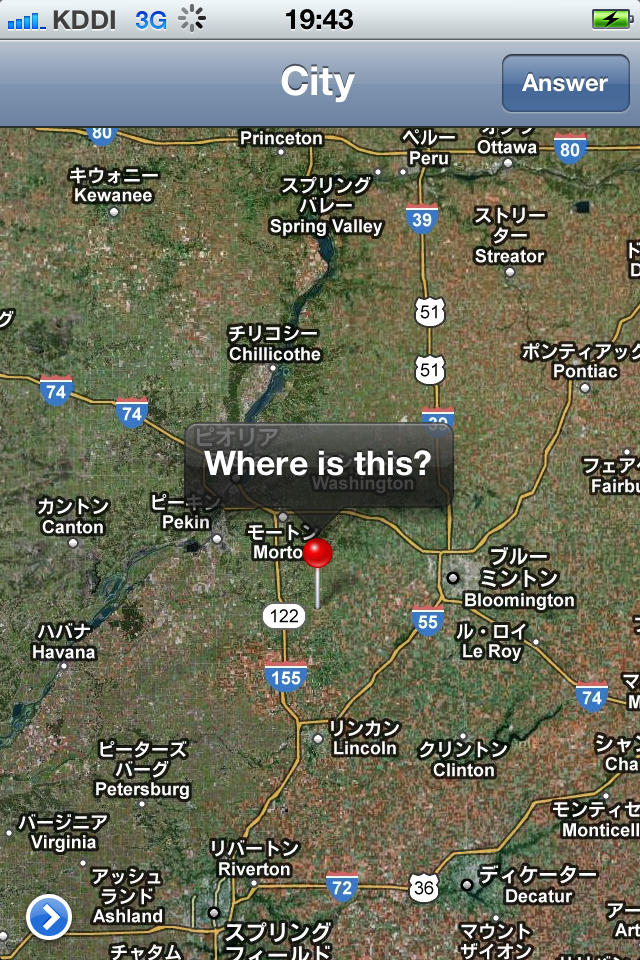 KDDI 3G 19:43
City
Answer
80
Princeton
ペルー
Peru
オタワ
Ottawa
80
キウォニー
Kewanee
スプリング
バレー
Spring Valley
39
ストリー
ター
Streator
51
チリコシー
Chillicothe
51
ポンティアック
Pontiac
74
74
39
ピオリア
Where is this?
Washington
フェア
Fairbu
カントン
Canton
ピーキン
Pekin
モートン
Morto
ブルー
ミントン
Bloomington
122
55
ハバナ
Havana
ル・ロイ
Le Roy
155
74
リンカン
Lincoln
クリントン
Clinton
シャン
Cha
ピーターズ
バーグ
Petersburg
モンティセ
Monticell
バージニア
Virginia
リバートン
Riverton
アッシュ
ランド
Ashland
72
36
ディケーター
Decatur
アー
Art
スプリング
フィールド
マウント
ザイオン
チャタム